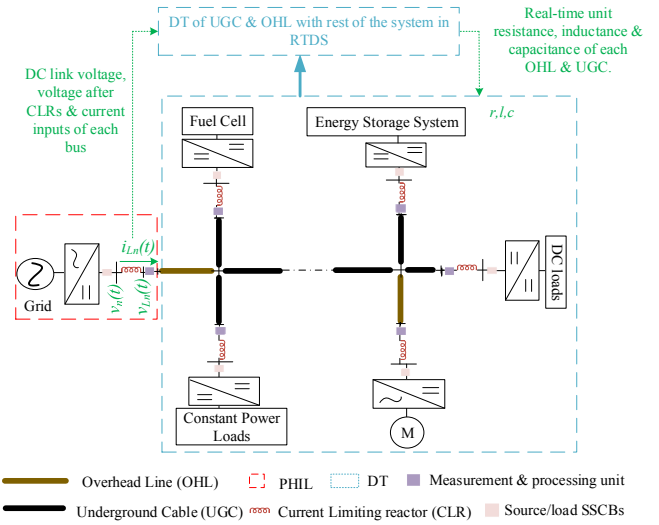 DT of UGC & OHL with rest of the system in
RTDS
Real-time unit
resistance, inductance
& capacitance of each
OHL & UGC.
DC link voltage,
voltage after
CLRs & current
inputs of each
bus
r,l,c
Fuel Cell
Energy Storage System
i_Ln(t)
v_n(t)
v_Ln(t)
Grid
DC loads
Constant Power
Loads
M
Overhead Line (OHL)
PHIL
DT
Measurement & processing unit
Underground Cable (UGC)
Current Limiting reactor (CLR)
Source/load SSCBs